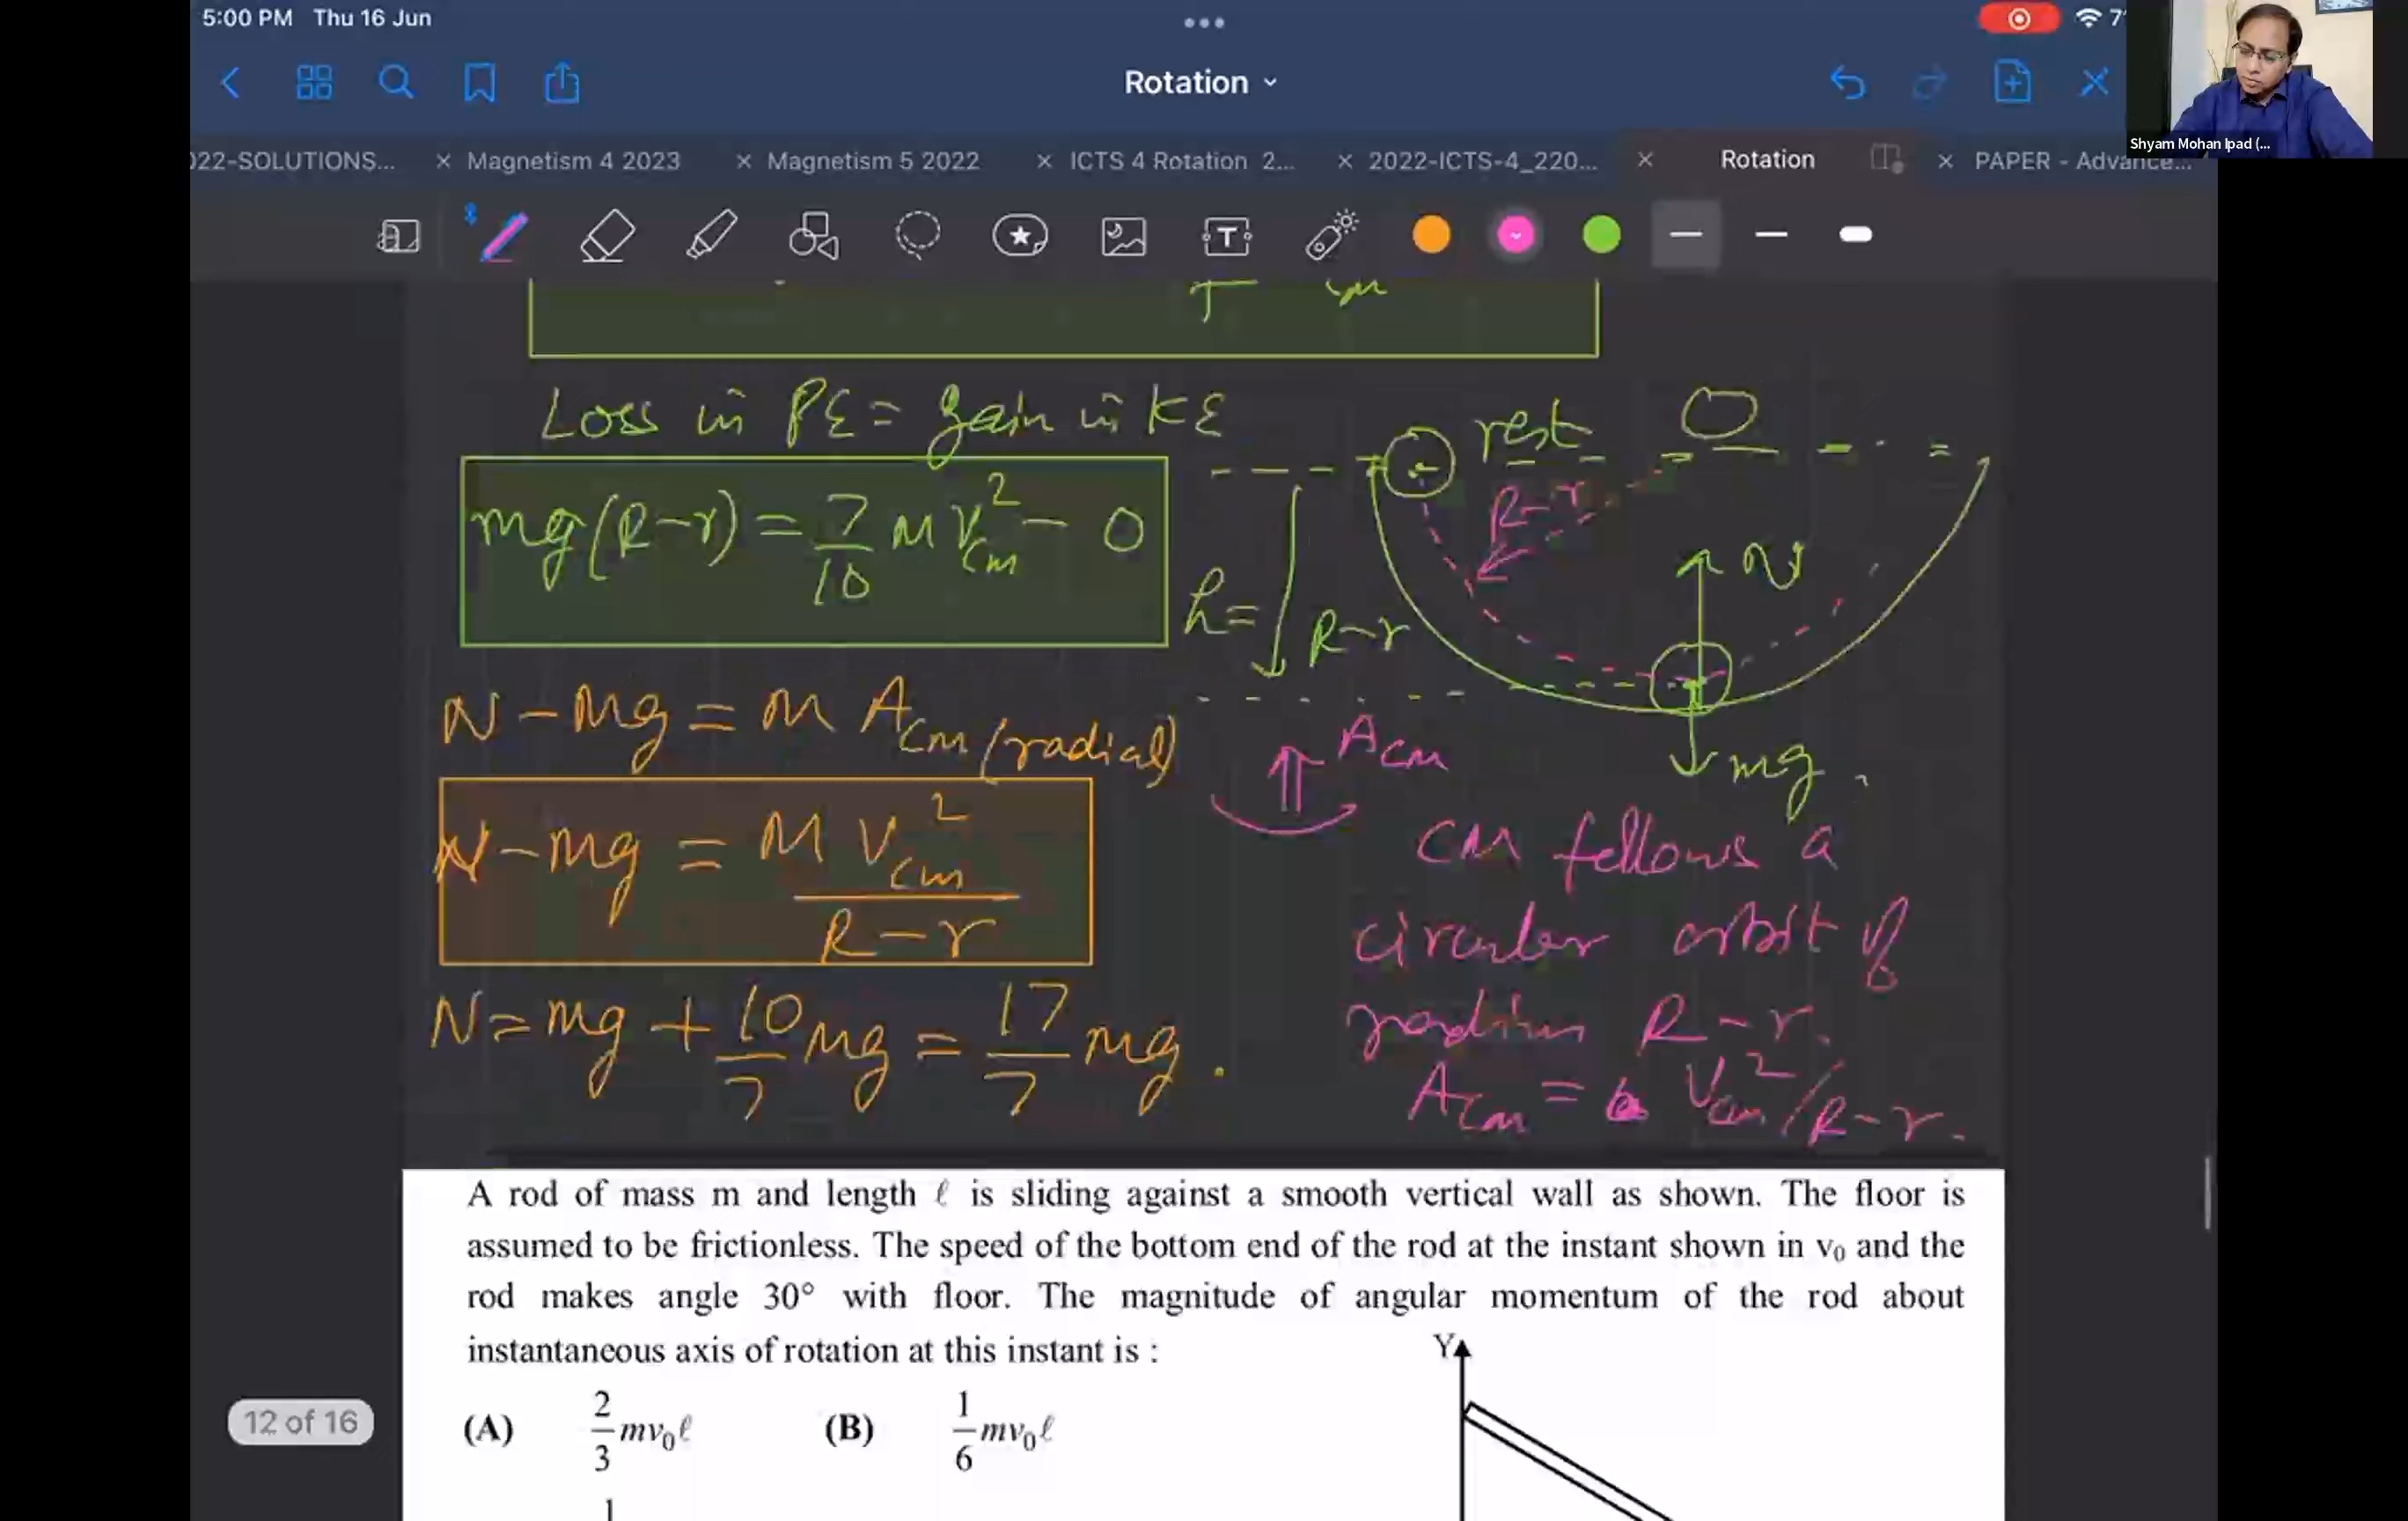 5:00 PM Thu 16 Jun
7
Rotation
Shyam Mohan Ipad (...
022-SOLUTIONS... × Magnetism 4 2023 × Magnetism 5 2022 × ICTS 4 Rotation 2... × 2022-ICTS-4_220... × Rotation × PAPER - Advance...
T
Loss in PE = gain in KE
mg(R-r) = 7/10 M V²cm - 0
rest O
R-r
N
h = R-r
mg.
N - Mg = M Acm (radial)
Acm
N - mg = M V²cm / R-r
CM fellows a
circular orbit of
radius R-r.
Acm = V²cm/R-r.
N = mg + 10/7 mg = 17/7 mg.
A rod of mass m and length ℓ is sliding against a smooth vertical wall as shown. The floor is
assumed to be frictionless. The speed of the bottom end of the rod at the instant shown in v₀ and the
rod makes angle 30° with floor. The magnitude of angular momentum of the rod about
instantaneous axis of rotation at this instant is :
Y
(A) 2/3 mv₀ℓ (B) 1/6 mv₀ℓ
1
12 of 16